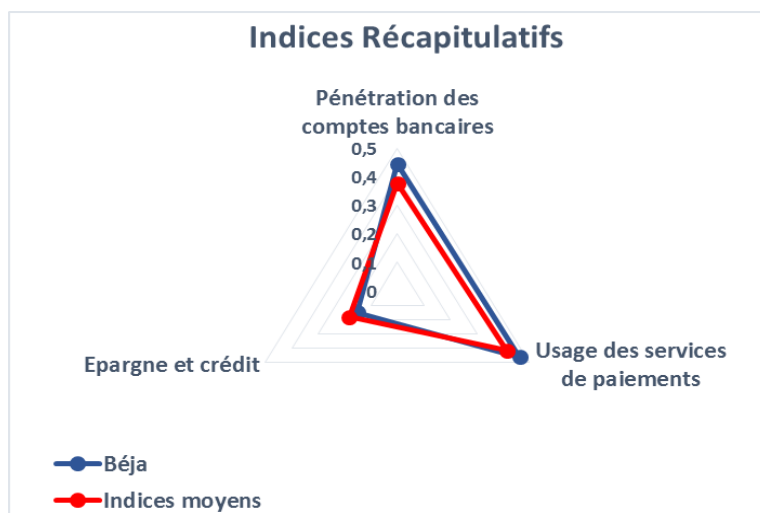 Indices Récapitulatifs
Pénétration des
comptes bancaires
0,5
0,4
0,3
0,2
0,1
0
Epargne et crédit
Usage des services
de paiements
Béja
Indices moyens